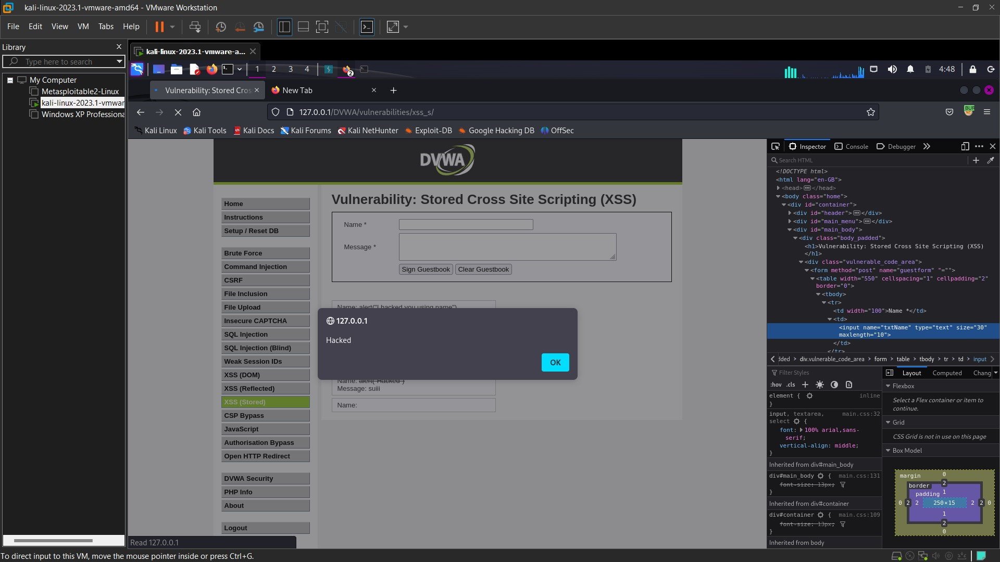 kali-linux-2023.1-vmware-amd64 - VMware Workstation
File Edit View VM Tabs Help
Library
Type here to search
My Computer
Metasploitable2-Linux
kali-linux-2023.1-vmwar
Windows XP Professiona
kali-linux-2023.1-vmware-a...
1 2 3 4
2
4:48
Vulnerability: Stored Cros
New Tab
127.0.0.1/DVWA/vulnerabilities/xss_s/
BUR
Kali Linux Kali Tools Kali Docs Kali Forums Kali NetHunter Exploit-DB Google Hacking DB OffSec
DVWA
Home
Instructions
Setup / Reset DB
Brute Force
Command Injection
CSRF
File Inclusion
File Upload
Insecure CAPTCHA
SQL Injection
SQL Injection (Blind)
Weak Session IDs
XSS (DOM)
XSS (Reflected)
XSS (Stored)
CSP Bypass
JavaScript
Authorisation Bypass
Open HTTP Redirect
DVWA Security
PHP Info
About
Logout
Vulnerability: Stored Cross Site Scripting (XSS)
Name *
Message *
Sign Guestbook Clear Guestbook
Name: alert("I hacked you using name")
127.0.0.1
Hacked
OK
Name: alert("Hacked")
Message: suiii
Name:
Read 127.0.0.1
Inspector Console Debugger
Search HTML
<!DOCTYPE html>
<html lang="en-GB">
<head></head>
<body class="home">
<div id="container">
<div id="header"></div>
<div id="main_menu"></div>
<div id="main_body">
<div class="body_padded">
<h1>Vulnerability: Stored Cross Site Scripting (XSS)
</h1>
<div class="vulnerable_code_area">
<form method="post" name="guestform" "="">
<table width="550" cellspacing="1" cellpadding="2"
border="0">
<tbody>
<tr>
<td width="100">Name *</td>
<td>
<input name="txtName" type="text" size="30"
maxlength="10">
</td>
</tr>
dded div.vulnerable_code_area form table tbody tr td input
Filter Styles
:hov .cls
element { inline
}
input, textarea, main.css:32
select {
font: 100% arial,sans-
serif;
vertical-align: middle;
}
Inherited from div#main_body
div#main_body { main.css:131
font-size: 13px;
}
Inherited from div#container
div#container { main.css:109
font-size: 13px;
}
Inherited from body
Layout Computed Chang
Flexbox
Select a Flex container or item to
continue.
Grid
CSS Grid is not in use on this page
Box Model
margin 0
border 2
padding 1
0 2 2 250×15 2 2 0
1
2
0
To direct input to this VM, move the mouse pointer inside or press Ctrl+G.